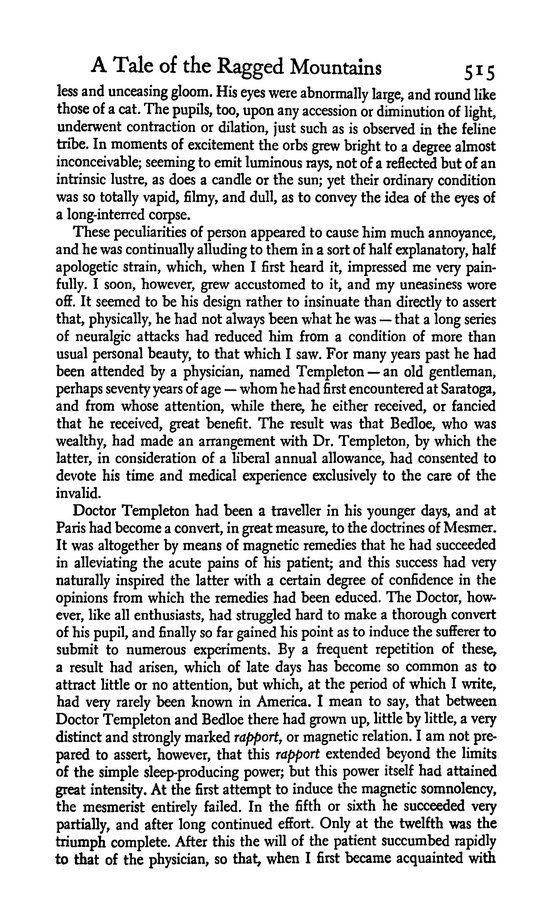 A Tale of the Ragged Mountains 515
less and unceasing gloom. His eyes were abnormally large, and round like
those of a cat. The pupils, too, upon any accession or diminution of light,
underwent contraction or dilation, just such as is observed in the feline
tribe. In moments of excitement the orbs grew bright to a degree almost
inconceivable; seeming to emit luminous rays, not of a reflected but of an
intrinsic lustre, as does a candle or the sun; yet their ordinary condition
was so totally vapid, filmy, and dull, as to convey the idea of the eyes of
a long-interred corpse.
These peculiarities of person appeared to cause him much annoyance,
and he was continually alluding to them in a sort of half explanatory, half
apologetic strain, which, when I first heard it, impressed me very pain-
fully. I soon, however, grew accustomed to it, and my uneasiness wore
off. It seemed to be his design rather to insinuate than directly to assert
that, physically, he had not always been what he was — that a long series
of neuralgic attacks had reduced him from a condition of more than
usual personal beauty, to that which I saw. For many years past he had
been attended by a physician, named Templeton — an old gentleman,
perhaps seventy years of age — whom he had first encountered at Saratoga,
and from whose attention, while there, he either received, or fancied
that he received, great benefit. The result was that Bedloe, who was
wealthy, had made an arrangement with Dr. Templeton, by which the
latter, in consideration of a liberal annual allowance, had consented to
devote his time and medical experience exclusively to the care of the
invalid.
Doctor Templeton had been a traveller in his younger days, and at
Paris had become a convert, in great measure, to the doctrines of Mesmer.
It was altogether by means of magnetic remedies that he had succeeded
in alleviating the acute pains of his patient; and this success had very
naturally inspired the latter with a certain degree of confidence in the
opinions from which the remedies had been educed. The Doctor, how-
ever, like all enthusiasts, had struggled hard to make a thorough convert
of his pupil, and finally so far gained his point as to induce the sufferer to
submit to numerous experiments. By a frequent repetition of these,
a result had arisen, which of late days has become so common as to
attract little or no attention, but which, at the period of which I write,
had very rarely been known in America. I mean to say, that between
Doctor Templeton and Bedloe there had grown up, little by little, a very
distinct and strongly marked rapport, or magnetic relation. I am not pre-
pared to assert, however, that this rapport extended beyond the limits
of the simple sleep-producing power; but this power itself had attained
great intensity. At the first attempt to induce the magnetic somnolency,
the mesmerist entirely failed. In the fifth or sixth he succeeded very
partially, and after long continued effort. Only at the twelfth was the
triumph complete. After this the will of the patient succumbed rapidly
to that of the physician, so that, when I first became acquainted with